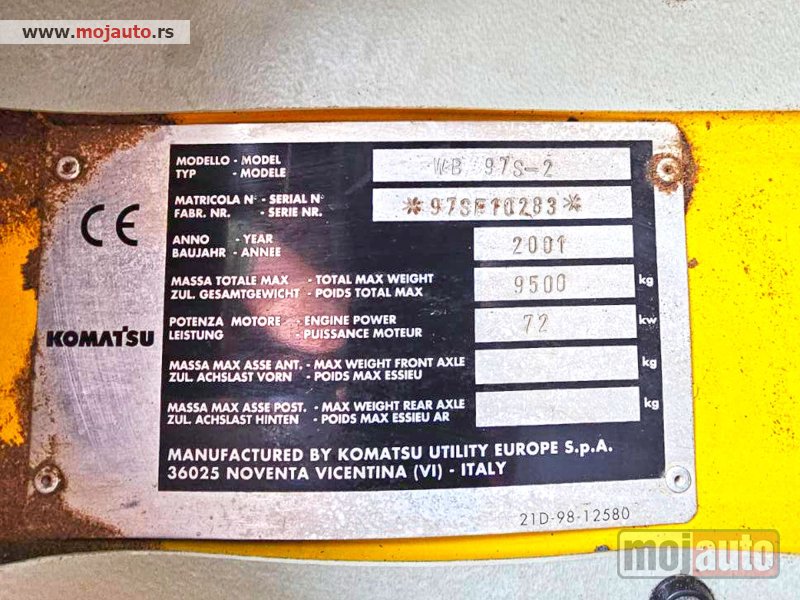 www.mojauto.rs
MODELLO - MODEL WB 97S-2
TYP - MODELE
MATRICOLA N° - SERIAL N° *97SF10283*
FABR. NR. - SERIE NR.
CE
ANNO - YEAR 2001
BAUJAHR - ANNEE
MASSA TOTALE MAX - TOTAL MAX WEIGHT 9500 kg
ZUL. GESAMTGEWICHT - POIDS TOTAL MAX
KOMATSU
POTENZA MOTORE - ENGINE POWER 72 kw
LEISTUNG - PUISSANCE MOTEUR
MASSA MAX ASSE ANT. - MAX WEIGHT FRONT AXLE kg
ZUL. ACHSLAST VORN - POIDS MAX ESSIEU
MASSA MAX ASSE POST. - MAX WEIGHT REAR AXLE kg
ZUL. ACHSLAST HINTEN - POIDS MAX ESSIEU AR
MANUFACTURED BY KOMATSU UTILITY EUROPE S.p.A.
36025 NOVENTA VICENTINA (VI) - ITALY
21D-98-12580
mojauto